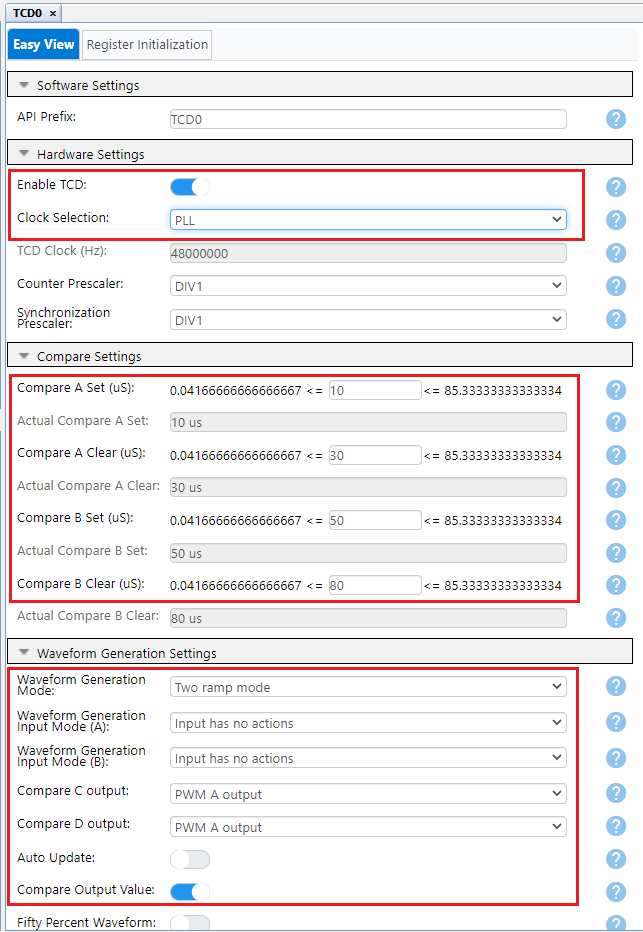 TCD0 ×
Easy View Register Initialization
Software Settings
API Prefix: TCD0 ?
Hardware Settings
Enable TCD: ?
Clock Selection: PLL ?
TCD Clock (Hz): 48000000 ?
Counter Prescaler: DIV1 ?
Synchronization
Prescaler: DIV1 ?
Compare Settings
Compare A Set (uS): 0.04166666666666667 <= 10 <= 85.33333333333334 ?
Actual Compare A Set: 10 us ?
Compare A Clear (uS): 0.04166666666666667 <= 30 <= 85.33333333333334 ?
Actual Compare A Clear: 30 us ?
Compare B Set (uS): 0.04166666666666667 <= 50 <= 85.33333333333334 ?
Actual Compare B Set: 50 us ?
Compare B Clear (uS): 0.04166666666666667 <= 80 <= 85.33333333333334 ?
Actual Compare B Clear: 80 us ?
Waveform Generation Settings
Waveform Generation
Mode: Two ramp mode ?
Waveform Generation
Input Mode (A): Input has no actions ?
Waveform Generation
Input Mode (B): Input has no actions ?
Compare C output: PWM A output ?
Compare D output: PWM A output ?
Auto Update: ?
Compare Output Value: ?
Fifty Percent Waveform: ?